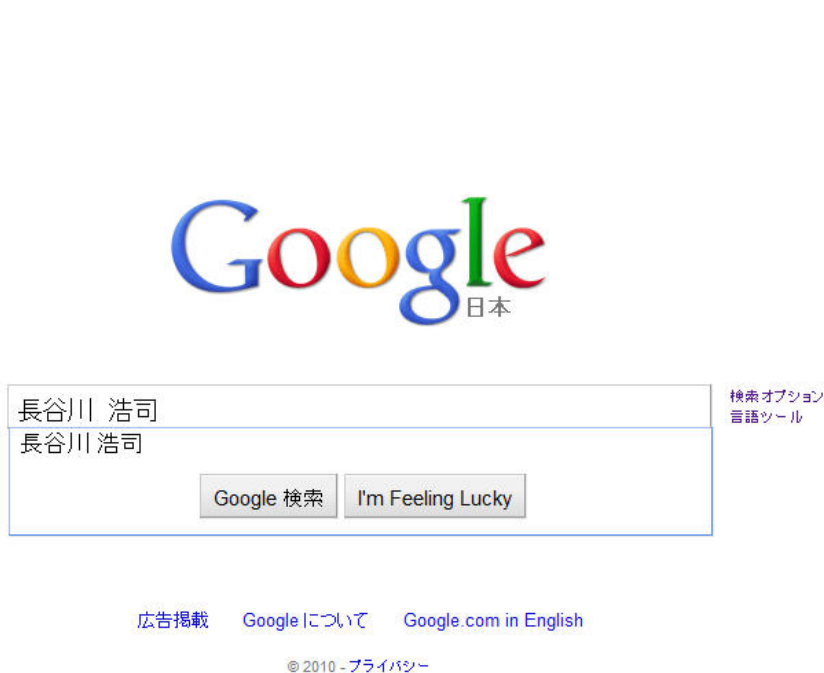 Google
日本
長谷川 浩司
検索オプション
言語ツール
長谷川 浩司
Google 検索
I'm Feeling Lucky
広告掲載
Google について
Google.com in English
© 2010 - プライバシー